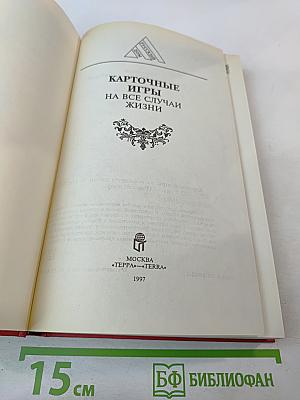 КАРТОЧНЫЕ
ИГРЫ
НА ВСЕ СЛУЧАИ
ЖИЗНИ
МОСКВА
«ТЕРРА»—«TERRA»
1997
15 см
БФ БИБЛИОФАН